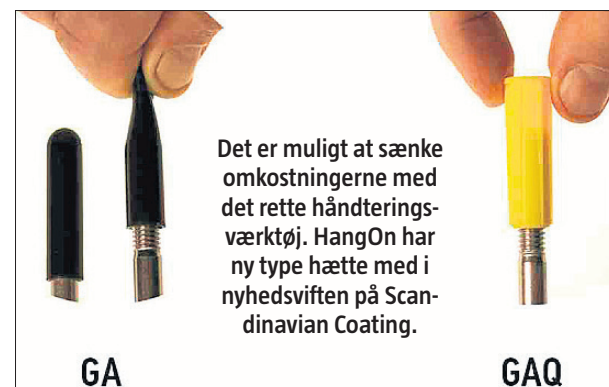 Det er muligt at sænke
omkostningerne med
det rette håndterings-
værktøj. HangOn har
ny type hætte med i
nyhedsviften på Scan-
dinavian Coating.
GA
GAQ